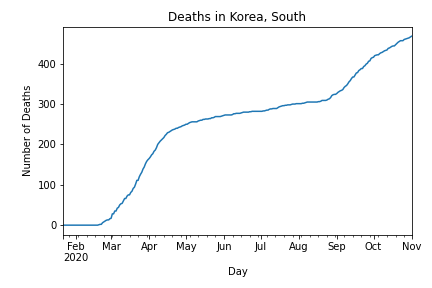 Deaths in Korea, South
Number of Deaths
400
300
200
100
0
Feb Mar Apr May Jun Jul Aug Sep Oct Nov
2020
Day